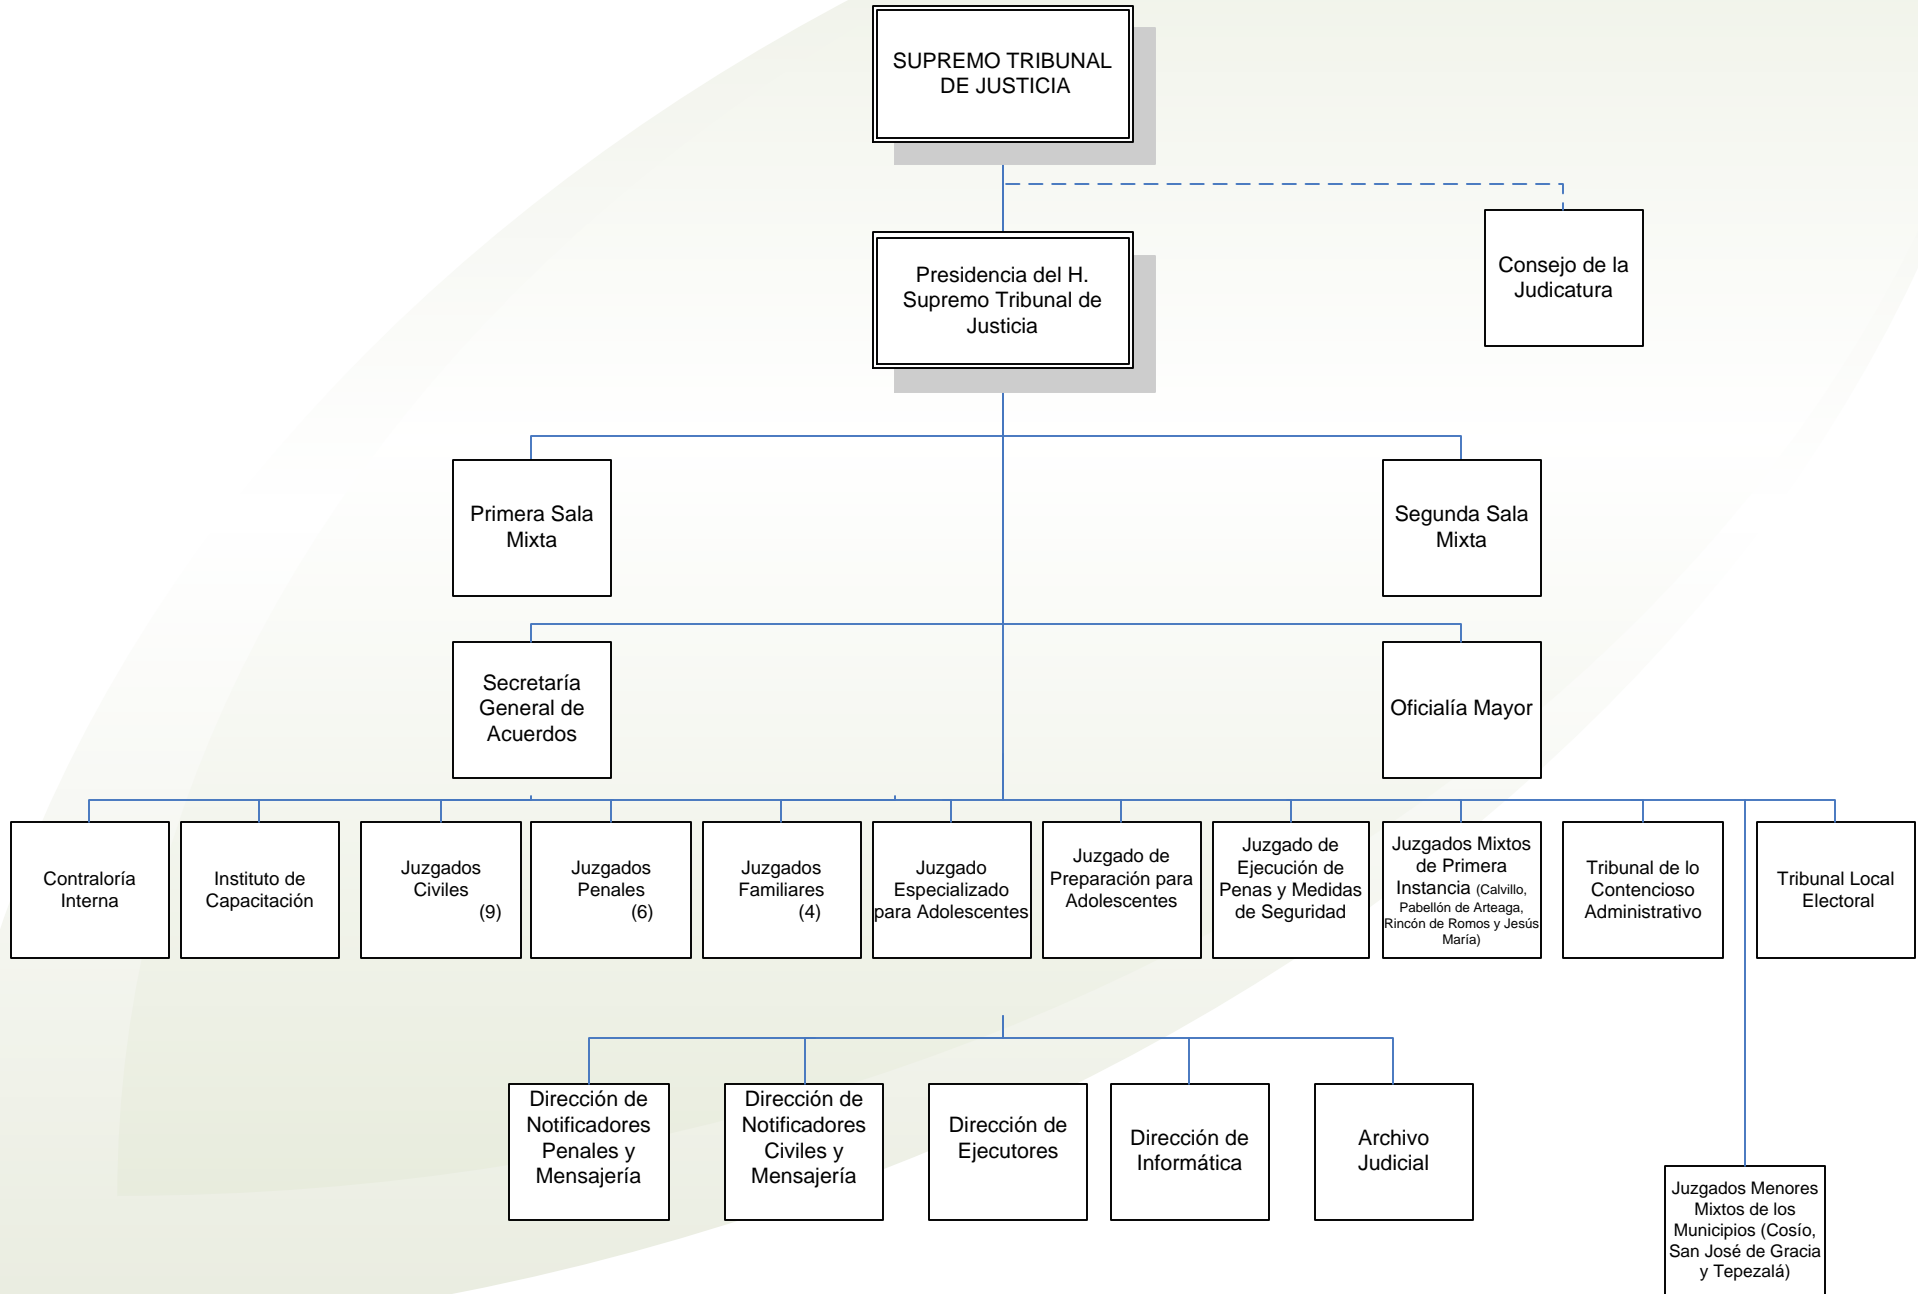 SUPREMO TRIBUNAL
DE JUSTICIA
Consejo de la
Judicatura
Presidencia del H.
Supremo Tribunal de
Justicia
Primera Sala
Mixta
Segunda Sala
Mixta
Secretaría
General de
Acuerdos
Oficialía Mayor
Contraloría
Interna
Instituto de
Capacitación
Juzgados
Civiles
(9)
Juzgados
Penales
(6)
Juzgados
Familiares
(4)
Juzgado
Especializado
para Adolescentes
Juzgado de
Preparación para
Adolescentes
Juzgado de
Ejecución de
Penas y Medidas
de Seguridad
Juzgados Mixtos
de Primera
Instancia (Calvillo,
Pabellón de Arteaga,
Rincón de Romos y Jesús
María)
Tribunal de lo
Contencioso
Administrativo
Tribunal Local
Electoral
Dirección de
Notificadores
Penales y
Mensajería
Dirección de
Notificadores
Civiles y
Mensajería
Dirección de
Ejecutores
Dirección de
Informática
Archivo
Judicial
Juzgados Menores
Mixtos de los
Municipios (Cosío,
San José de Gracia
y Tepezalá)